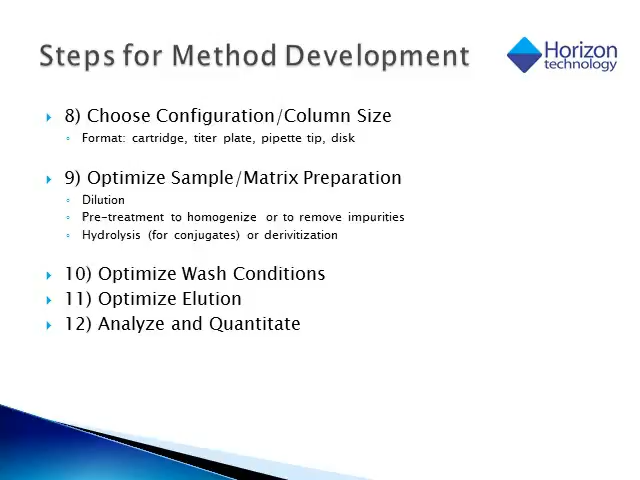 Steps for Method Development
Horizon
technology
8) Choose Configuration/Column Size
Format: cartridge, titer plate, pipette tip, disk
9) Optimize Sample/Matrix Preparation
Dilution
Pre-treatment to homogenize or to remove impurities
Hydrolysis (for conjugates) or derivitization
10) Optimize Wash Conditions
11) Optimize Elution
12) Analyze and Quantitate